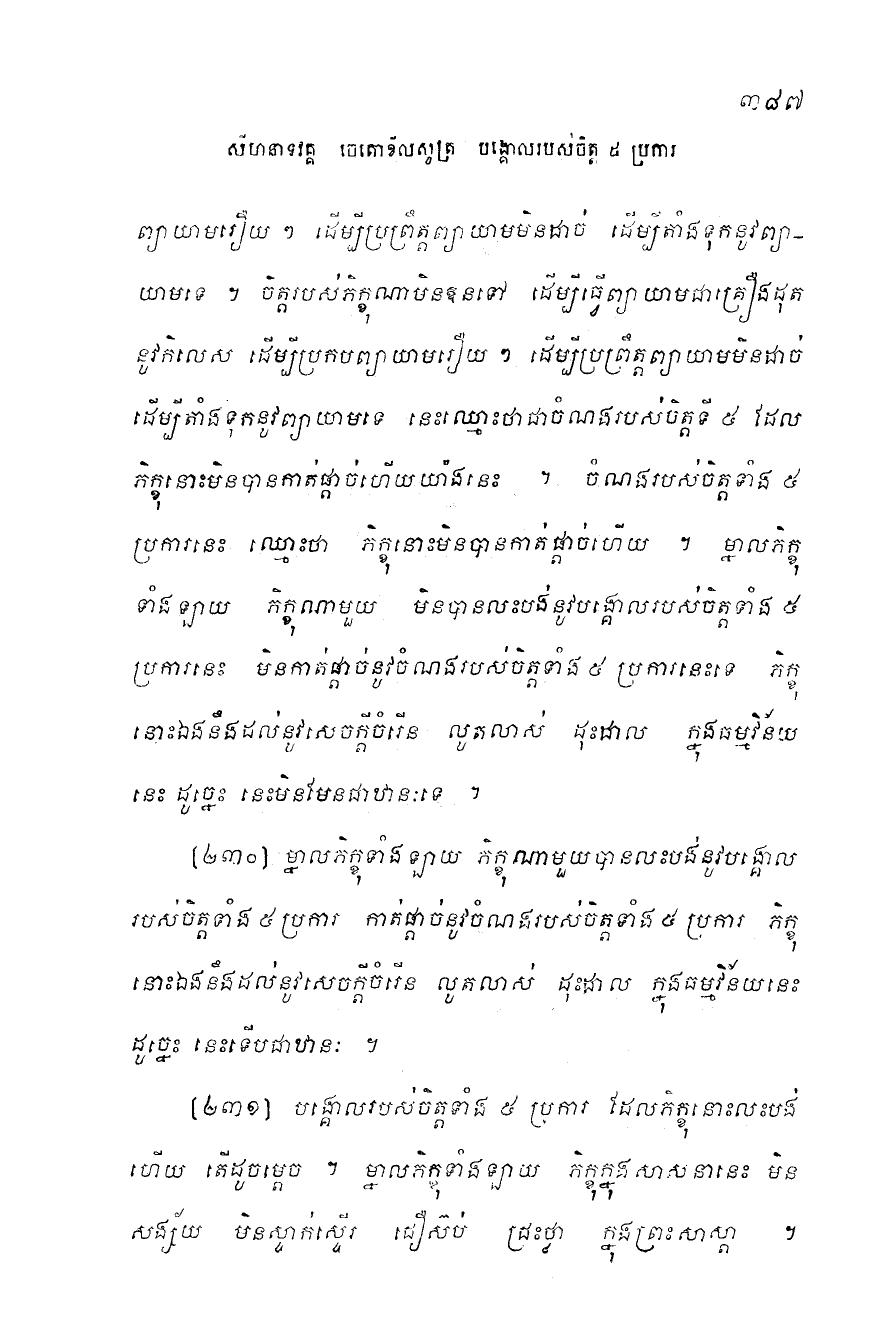 ៣៨៧
សីហនាទវគ្គ ចេតោខីលសូត្រ បង្គោលរបស់ចិត្ត ៥ ប្រការ
ព្យាយាមរឿយ ៗ ដើម្បីប្រព្រឹត្តព្យាយាមមិនដាច់ ដើម្បីតាំងទុកនូវព្យា-
យាមទេ ។ ចិត្តរបស់ភិក្ខុណាមិនឱនទៅ ដើម្បីធ្វើព្យាយាមជាគ្រឿងដុត
នូវកិលេស ដើម្បីប្រកបព្យាយាមរឿយ ៗ ដើម្បីប្រព្រឹត្តព្យាយាមមិនដាច់
ដើម្បីតាំងទុកនូវព្យាយាមទេ នេះឈ្មោះថាជាចំណងរបស់ចិត្តទី ៥ ដែល
ភិក្ខុនោះមិនបានកាត់ផ្តាច់ហើយយ៉ាងនេះ ។ ចំណងរបស់ចិត្តទាំង ៥
ប្រការនេះ ឈ្មោះថា ភិក្ខុនោះមិនបានកាត់ផ្តាច់ហើយ ។ ម្នាលភិក្ខុ
ទាំងឡាយ ភិក្ខុណាមួយ មិនបានលះបង់នូវបង្គោលរបស់ចិត្តទាំង ៥
ប្រការនេះ មិនកាត់ផ្តាច់នូវចំណងរបស់ចិត្តទាំង ៥ ប្រការនេះទេ ភិក្ខុ
នោះឯងនឹងដល់នូវសេចក្តីចំរើន លូតលាស់ ដុះដាល ក្នុងធម្មវិន័យ
នេះ ដូច្នេះ នេះមិនមែនជាឋានៈទេ ។
[២៣០] ម្នាលភិក្ខុទាំងឡាយ ភិក្ខុណាមួយបានលះបង់នូវបង្គោល
របស់ចិត្តទាំង ៥ ប្រការ កាត់ផ្តាច់នូវចំណងរបស់ចិត្តទាំង ៥ ប្រការ ភិក្ខុ
នោះឯងនឹងដល់នូវសេចក្តីចំរើន លូតលាស់ ដុះដាល ក្នុងធម្មវិន័យនេះ
ដូច្នេះ នេះទើបជាឋានៈ ។
[២៣១] បង្គោលរបស់ចិត្តទាំង ៥ ប្រការ ដែលភិក្ខុនោះលះបង់
ហើយ តើដូចម្តេច ។ ម្នាលភិក្ខុទាំងឡាយ ភិក្ខុក្នុងសាសនានេះ មិន
សង្ស័យ មិនស្ទាក់ស្ទើរ ជឿស៊ប់ ជ្រះថ្លា ក្នុងព្រះសាស្តា ។